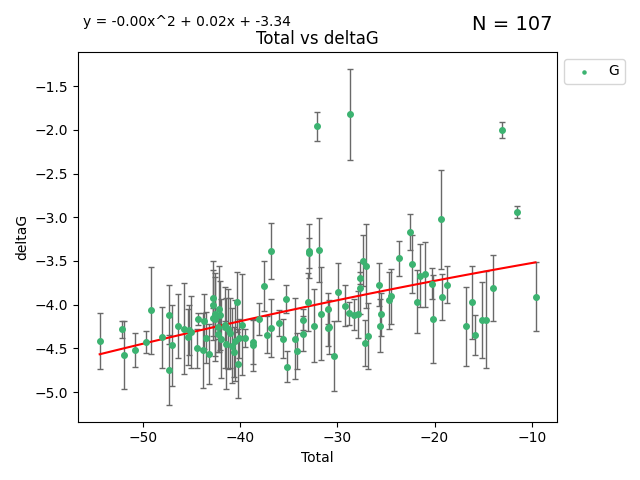 y = -0.00x^2 + 0.02x + -3.34
N = 107
Total vs deltaG
G
−1.5
−2.0
−2.5
−3.0
−3.5
−4.0
−4.5
−5.0
deltaG
−50
−40
−30
−20
−10
Total